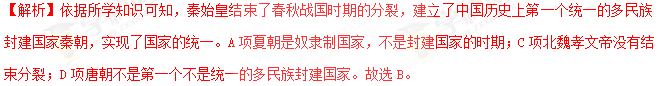 【解析】依据所学知识可知，秦始皇结束了春秋战国时期的分裂，建立了中国历史上第一个统一的多民族
封建国家秦朝，实现了国家的统一。A 项夏朝是奴隶制国家，不是封建国家的时期；C 项北魏孝文帝没有结
束分裂；D 项唐朝不是第一个不是统一的多民族封建国家。故选 B。